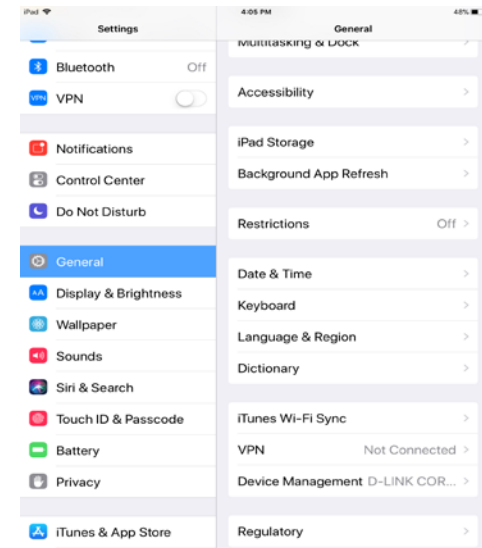 iPad 4:05 PM 48%
Settings General
Multitasking & Dock
Bluetooth Off
VPN
Notifications
Control Center
Do Not Disturb
General
AA Display & Brightness
Wallpaper
Sounds
Siri & Search
Touch ID & Passcode
Battery
Privacy
iTunes & App Store
Accessibility
iPad Storage
Background App Refresh
Restrictions Off
Date & Time
Keyboard
Language & Region
Dictionary
iTunes Wi-Fi Sync
VPN Not Connected
Device Management D-LINK COR...
Regulatory